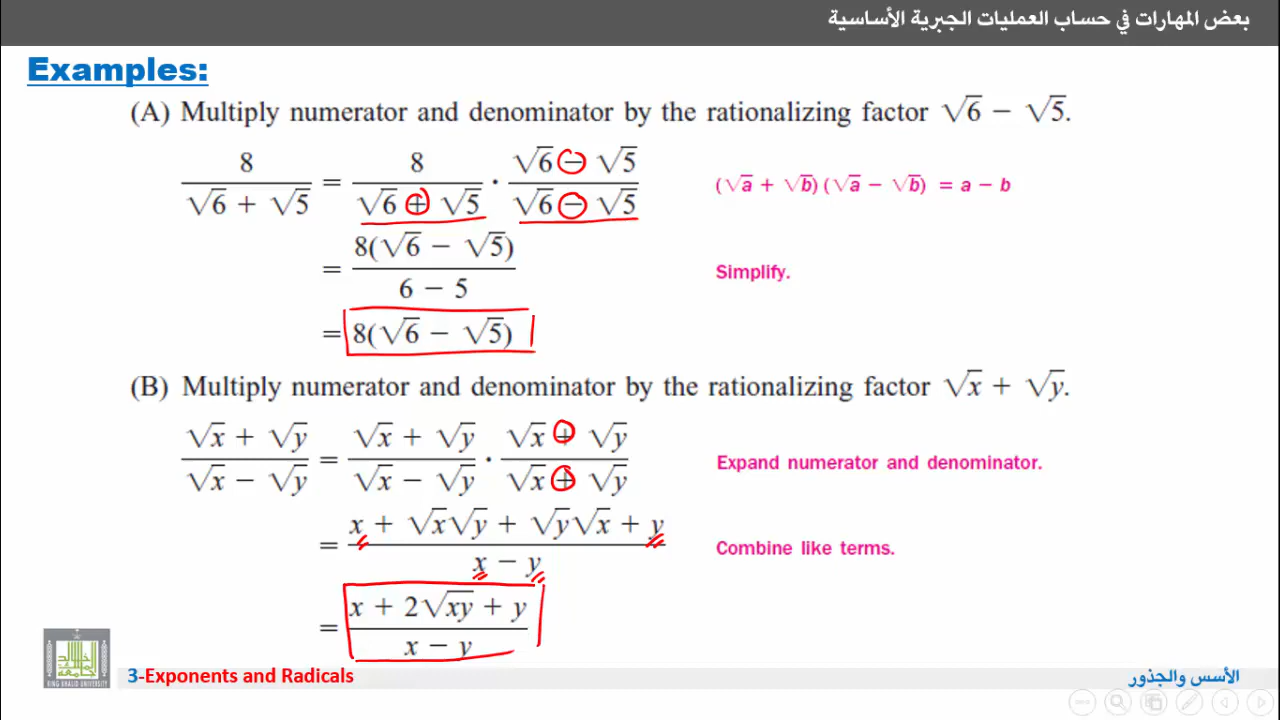 بعض المهارات في حساب العمليات الجبرية الأساسية
Examples:
(A) Multiply numerator and denominator by the rationalizing factor √6 − √5.
8/(√6 + √5) = 8/(√6 + √5) · (√6 − √5)/(√6 − √5) (√a + √b)(√a − √b) = a − b
= 8(√6 − √5)/(6 − 5) Simplify.
= 8(√6 − √5)
(B) Multiply numerator and denominator by the rationalizing factor √x + √y.
(√x + √y)/(√x − √y) = (√x + √y)/(√x − √y) · (√x + √y)/(√x + √y) Expand numerator and denominator.
= (x + √x√y + √y√x + y)/(x − y) Combine like terms.
= (x + 2√xy + y)/(x − y)
KING KHALID UNIVERSITY
3-Exponents and Radicals
الأسس والجذور